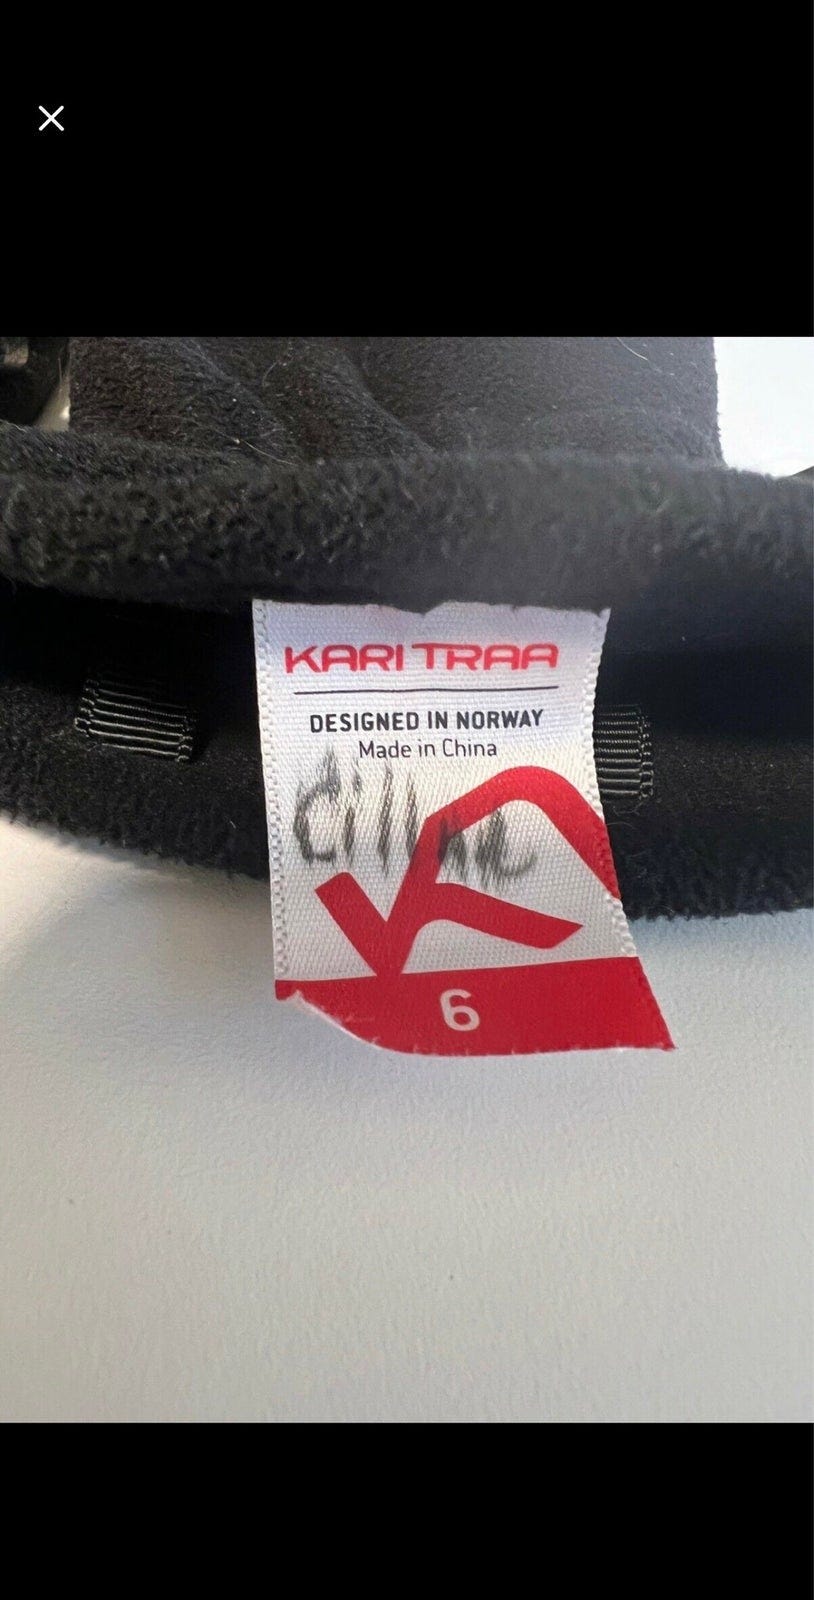 KARI TRAA
DESIGNED IN NORWAY
Made in China
6